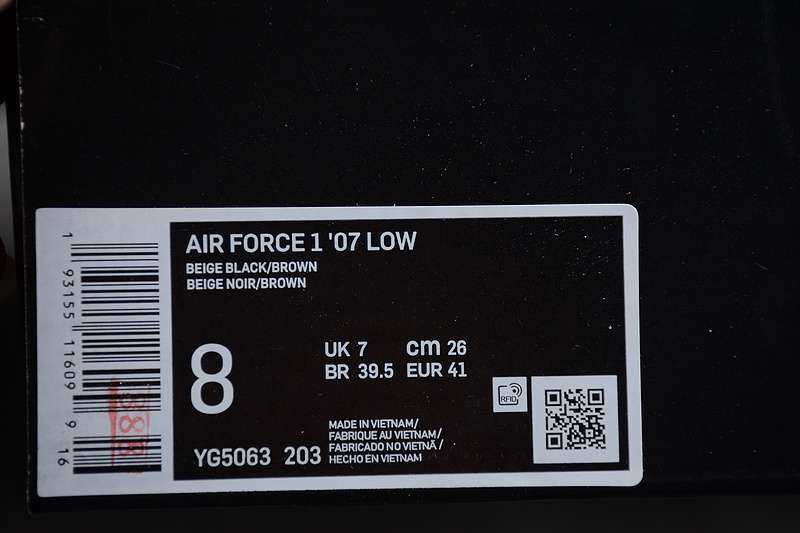 AIR FORCE 1 '07 LOW
BEIGE BLACK/BROWN
BEIGE NOIR/BROWN
8
UK 7 cm 26
BR 39.5 EUR 41
RFID
YG5063 203
MADE IN VIETNAM/
FABRIQUE AU VIETNAM/
FABRICADO NO VIETNÃ/
HECHO EN VIETNAM
1 93155 11609 9 16